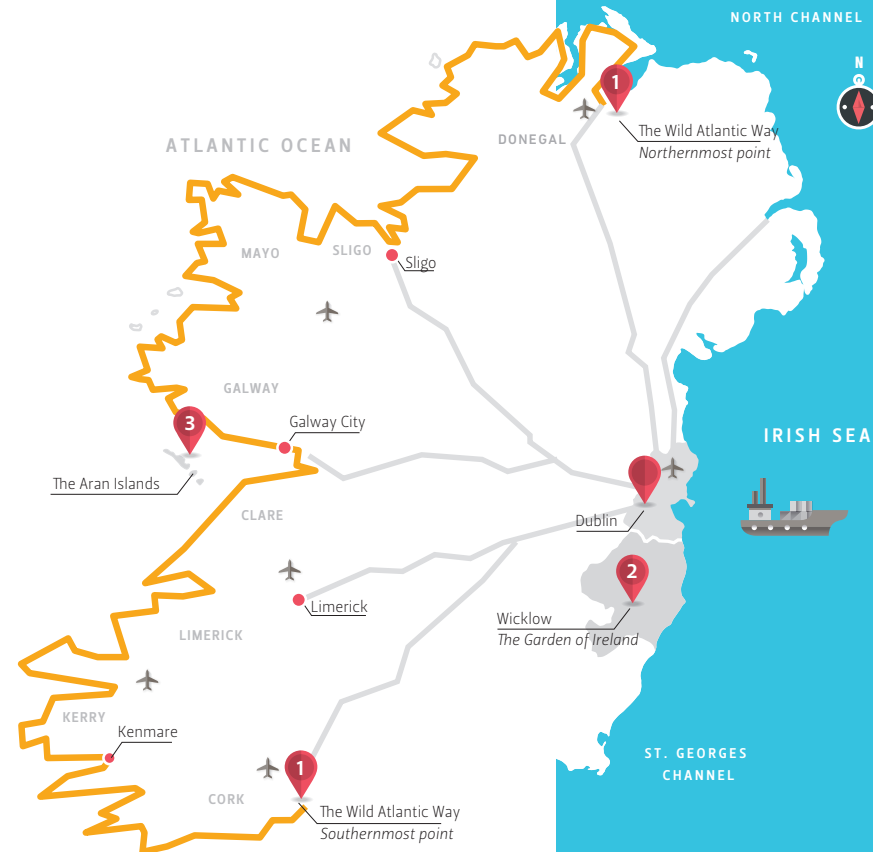 NORTH CHANNEL
N
1
The Wild Atlantic Way
Northernmost point
DONEGAL
ATLANTIC OCEAN
MAYO
SLIGO
Sligo
GALWAY
3
Galway City
IRISH SEA
The Aran Islands
CLARE
Dublin
2
Limerick
Wicklow
The Garden of Ireland
LIMERICK
KERRY
Kenmare
ST. GEORGES
CHANNEL
1
CORK
The Wild Atlantic Way
Southernmost point